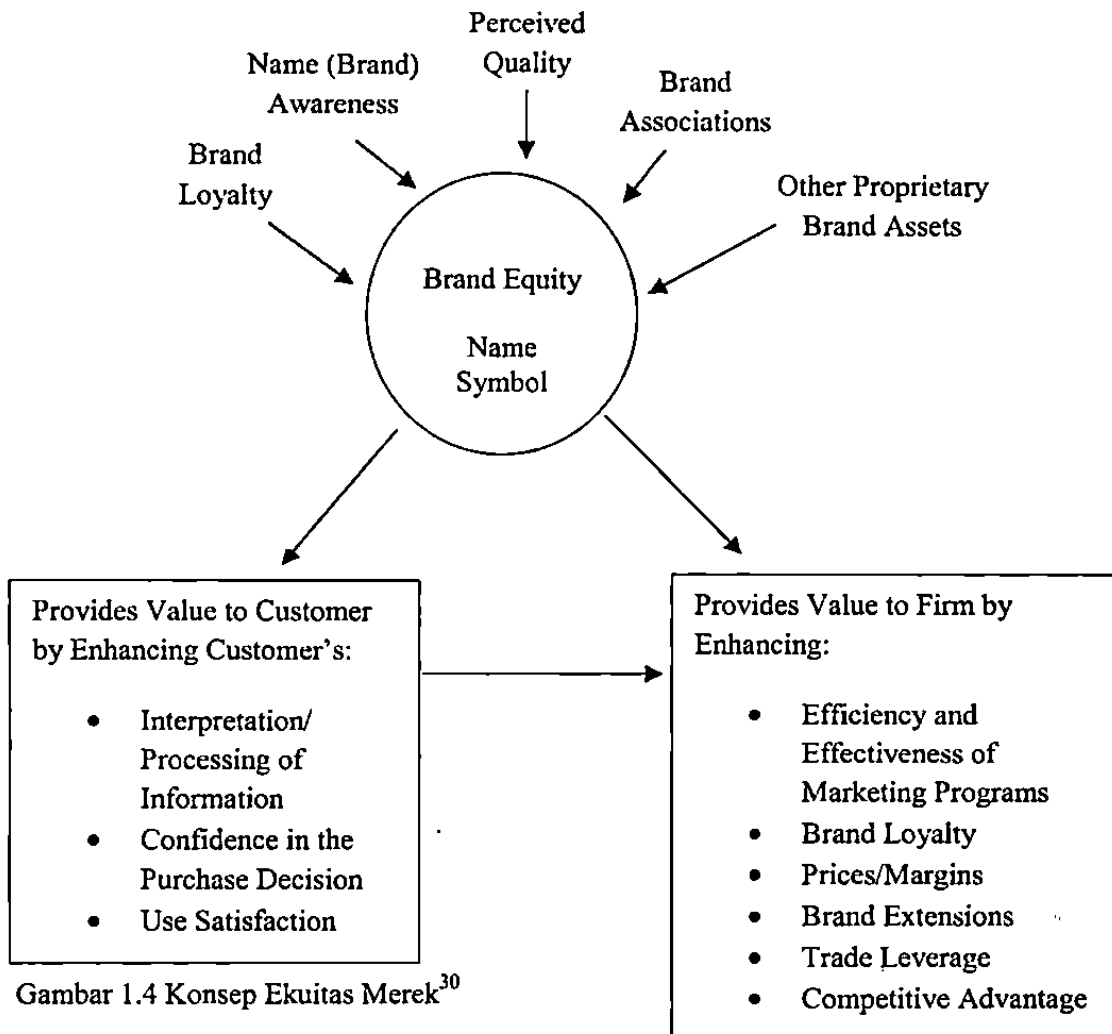 Perceived
Quality
Name (Brand)
Awareness
Brand
Associations
Brand
Loyalty
Other Proprietary
Brand Assets
Brand Equity
Name
Symbol
Provides Value to Customer
by Enhancing Customer's:
• Interpretation/
Processing of
Information
• Confidence in the
Purchase Decision
• Use Satisfaction
Provides Value to Firm by
Enhancing:
• Efficiency and
Effectiveness of
Marketing Programs
• Brand Loyalty
• Prices/Margins
• Brand Extensions
• Trade Leverage
• Competitive Advantage
Gambar 1.4 Konsep Ekuitas Merek³⁰